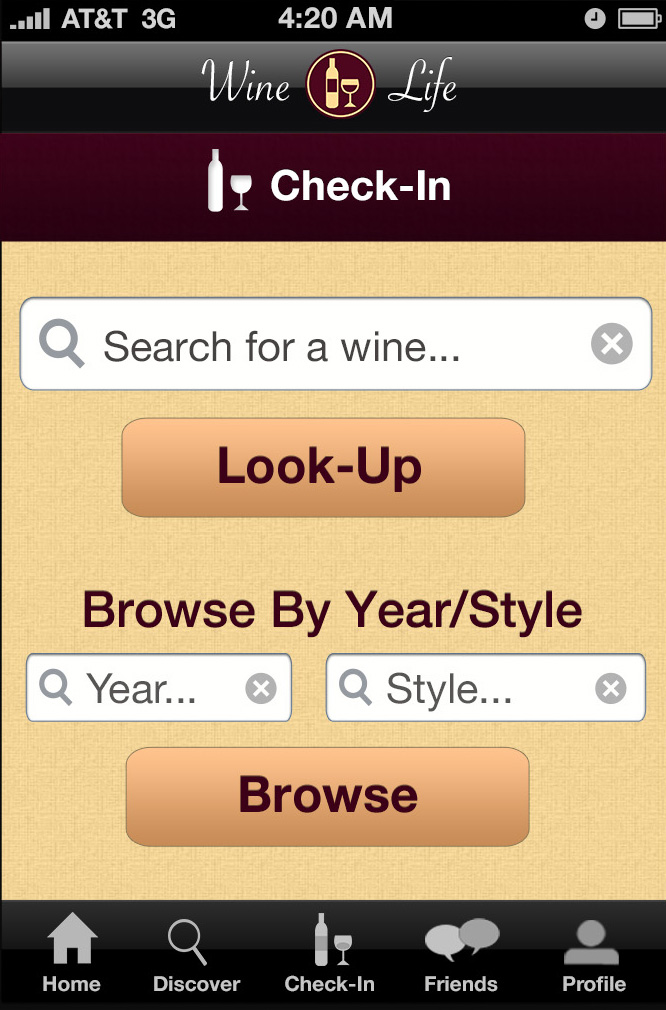 AT&T 3G 4:20 AM
Wine Life
Check-In
Search for a wine...
Look-Up
Browse By Year/Style
Year... Style...
Browse
Home Discover Check-In Friends Profile